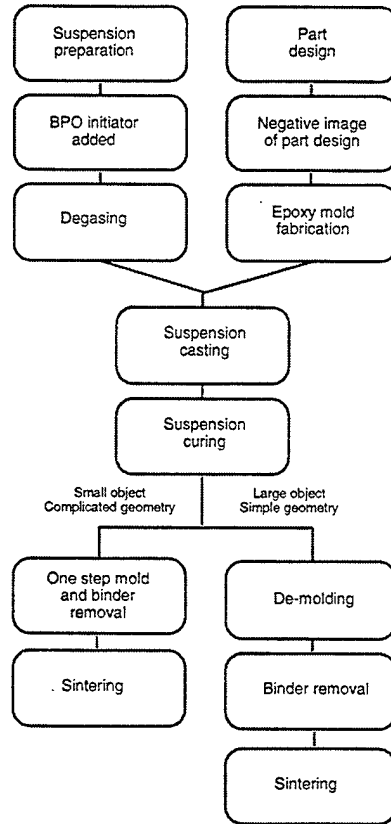 Suspension
preparation
BPO initiator
added
Degasing
Part
design
Negative image
of part design
Epoxy mold
fabrication
Suspension
casting
Suspension
curing
Small object
Complicated geometry
Large object
Simple geometry
One step mold
and binder
removal
Sintering
De-molding
Binder removal
Sintering